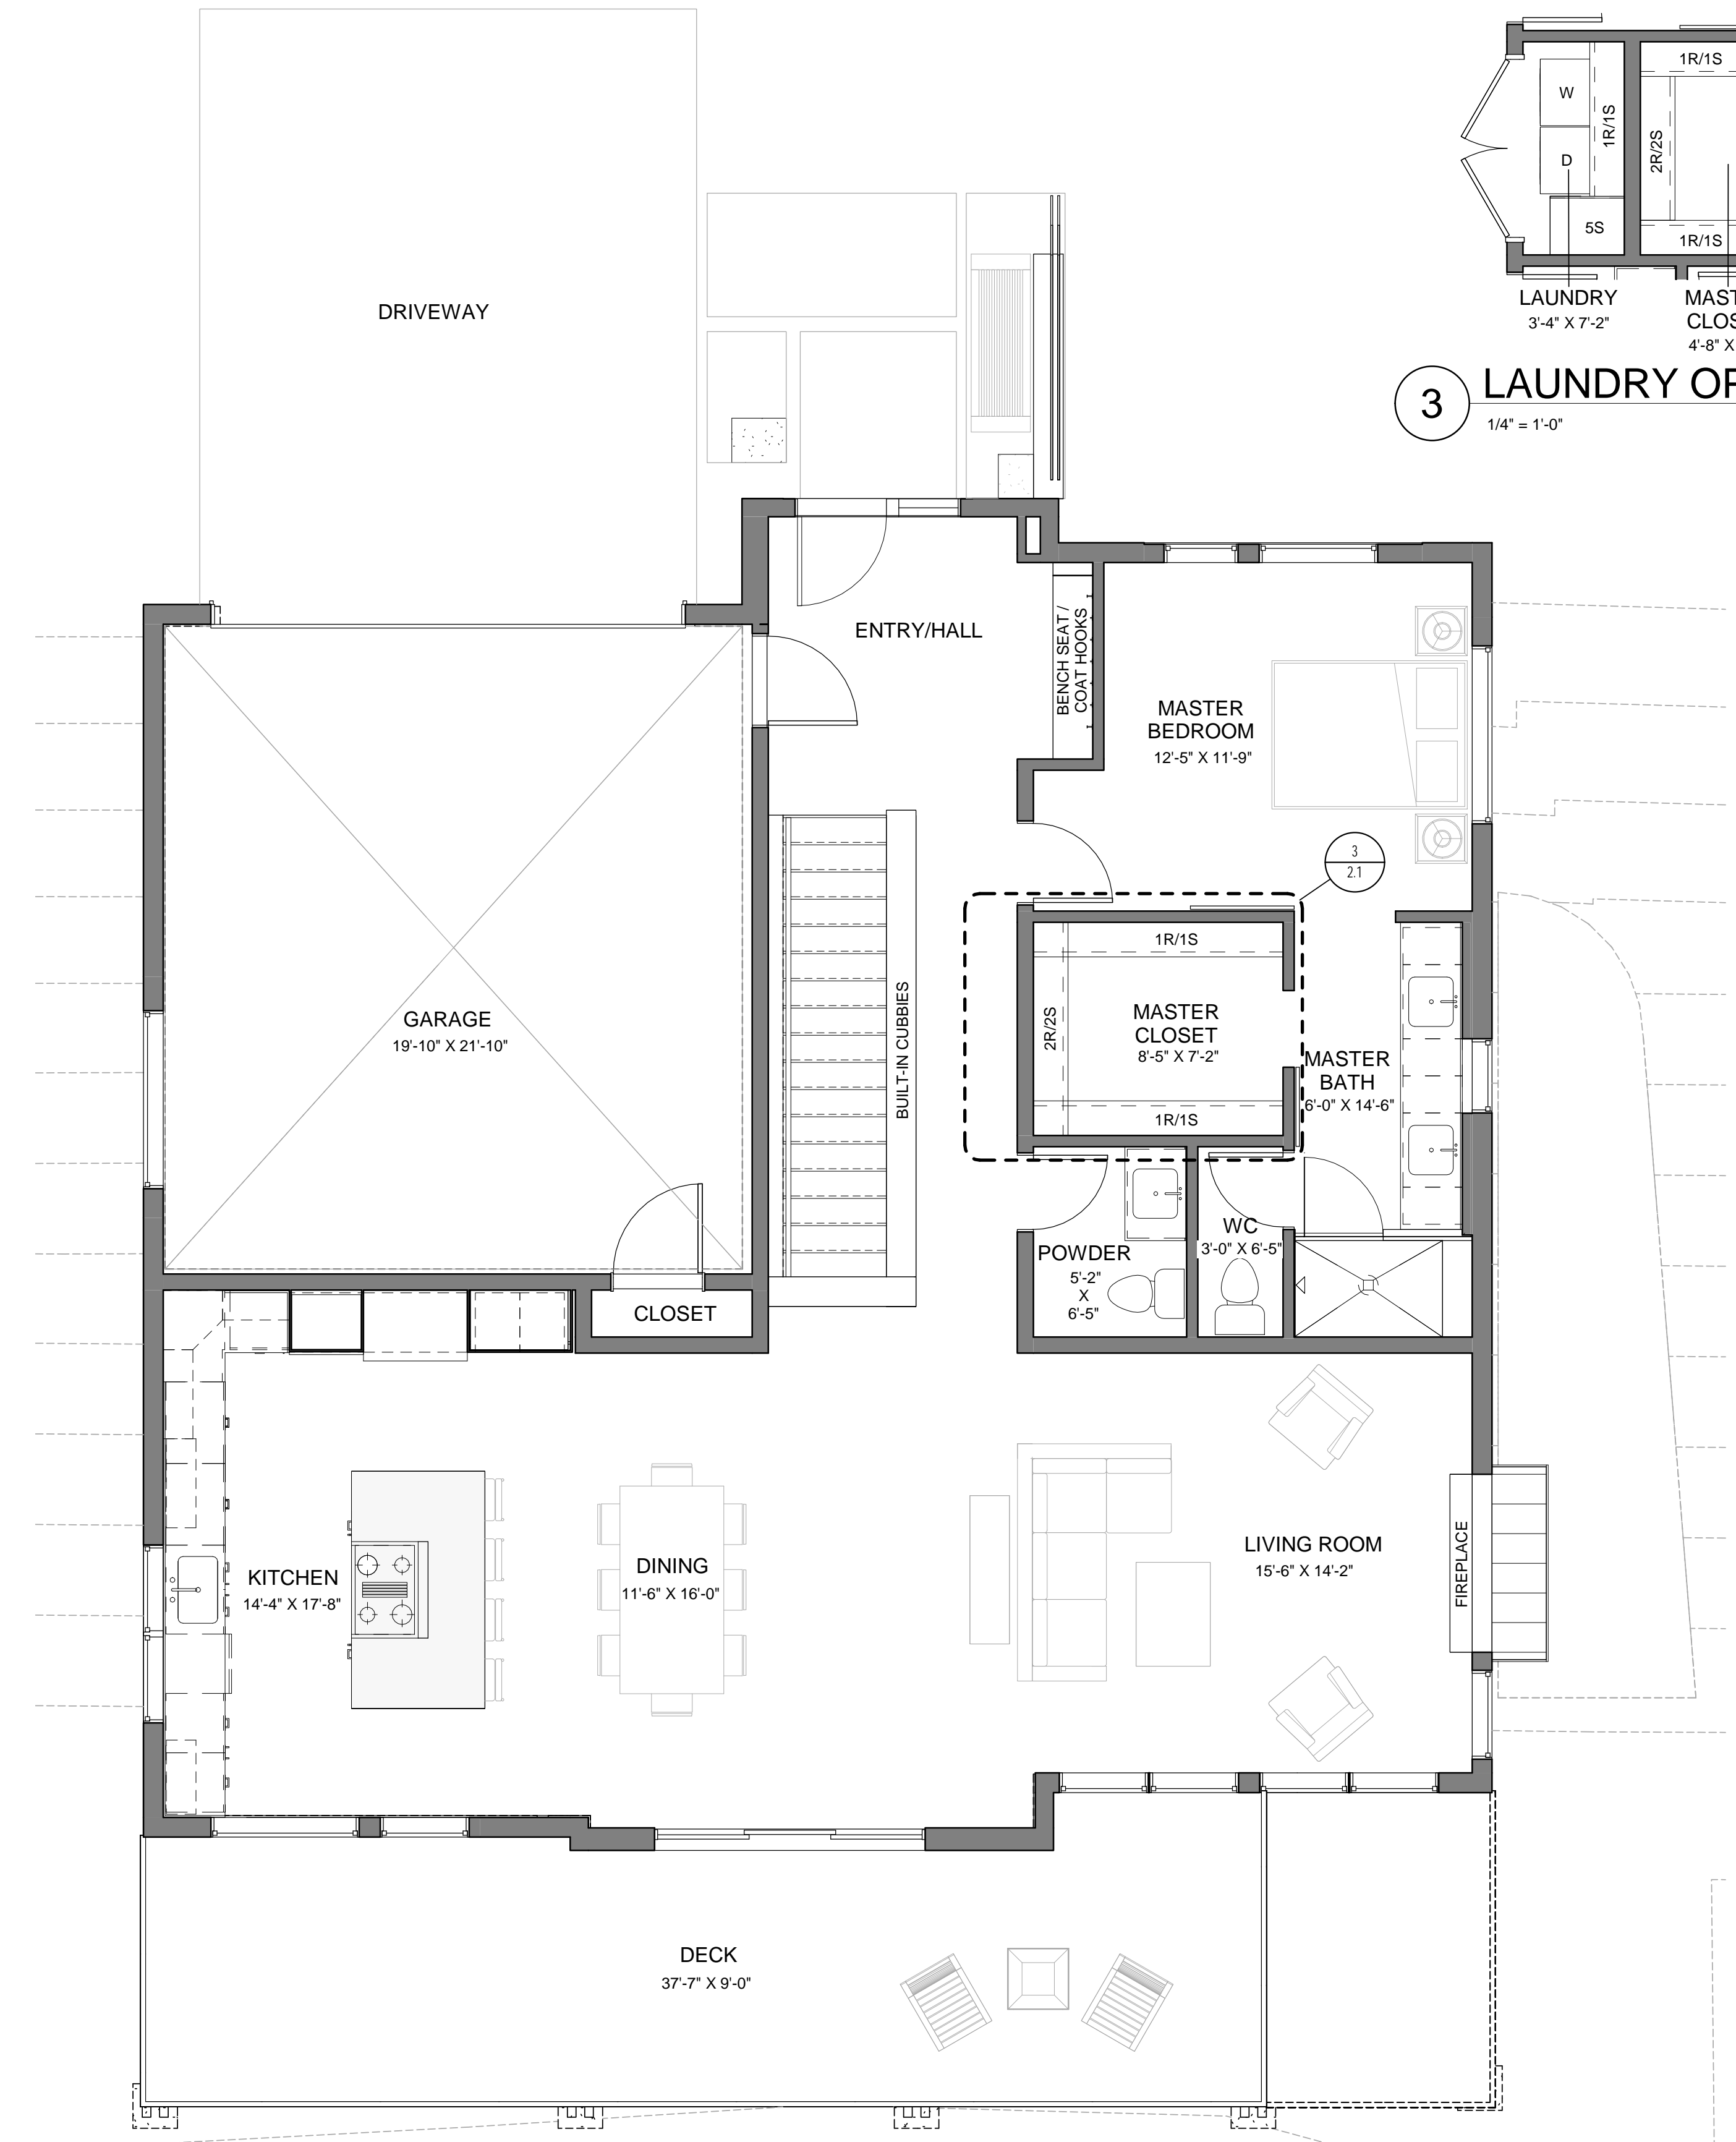 1R/1S
W
1R/1S
2R/2S
D
5S
1R/1S
LAUNDRY
3'-4" X 7'-2"
MAST
CLOS
4'-8" X
3
LAUNDRY OF
1/4" = 1'-0"
DRIVEWAY
ENTRY/HALL
BENCH SEAT /
COAT HOOKS
MASTER
BEDROOM
12'-5" X 11'-9"
3
2.1
1R/1S
2R/2S
MASTER
CLOSET
8'-5" X 7'-2"
1R/1S
MASTER
BATH
6'-0" X 14'-6"
GARAGE
19'-10" X 21'-10"
BUILT-IN CUBBIES
WC
3'-0" X 6'-5"
POWDER
5'-2"
X
6'-5"
CLOSET
KITCHEN
14'-4" X 17'-8"
DINING
11'-6" X 16'-0"
LIVING ROOM
15'-6" X 14'-2"
FIREPLACE
DECK
37'-7" X 9'-0"